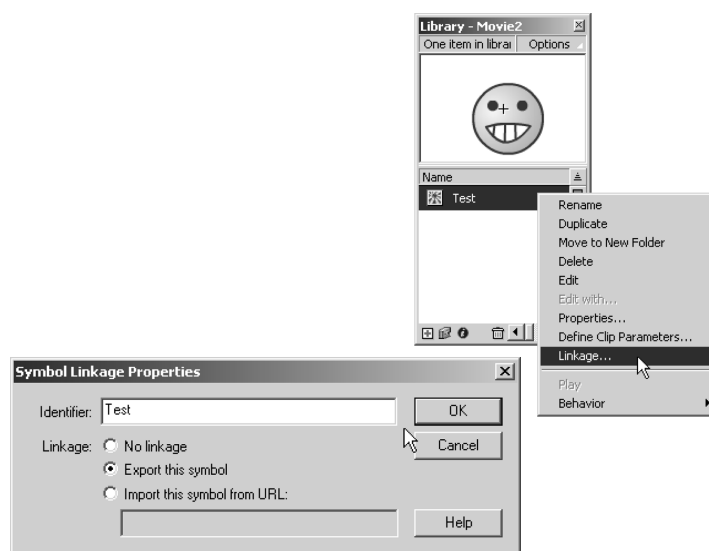 Library - Movie2
One item in librar Options
Name
Test
Rename
Duplicate
Move to New Folder
Delete
Edit
Edit with...
Properties...
Define Clip Parameters...
Linkage...
Play
Behavior
Symbol Linkage Properties
Identifier: Test
OK
Linkage: No linkage
Cancel
Export this symbol
Import this symbol from URL:
Help